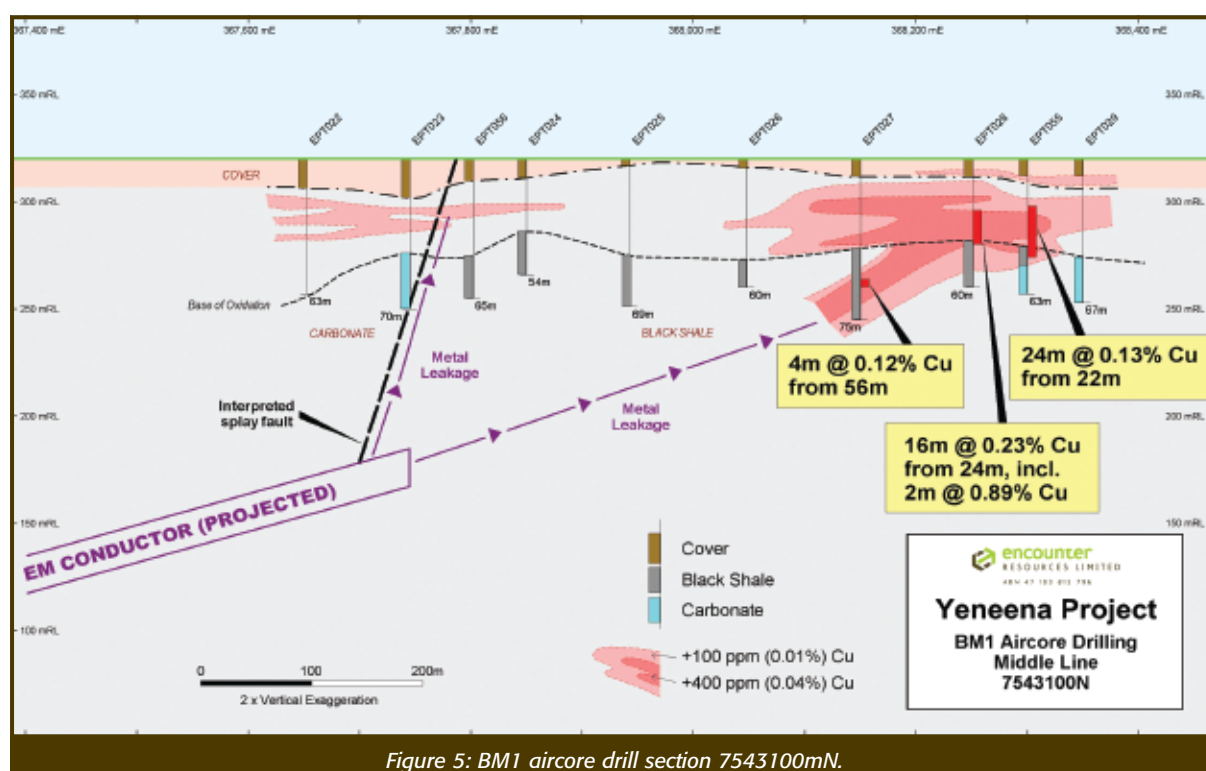 367,400 mE 367,600 mE 367,800 mE 368,000 mE 368,200 mE 368,400 mE
350 mRL 350 mRL
EPT022 EPT023 EPT056 EPT024 EPT025 EPT026 EPT027 EPT028 EPT055 EPT029
COVER
300 mRL 300 mRL
Base of Oxidation
63m 70m 65m 54m 69m 60m 75m 60m 63m 67m
250 mRL 250 mRL
CARBONATE BLACK SHALE
Metal
Leakage
4m @ 0.12% Cu
from 56m
24m @ 0.13% Cu
from 22m
Interpreted
splay fault
Metal
Leakage
200 mRL 200 mRL
16m @ 0.23% Cu
from 24m, incl.
2m @ 0.89% Cu
EM CONDUCTOR (PROJECTED)
150 mRL 150 mRL
Cover
Black Shale
Carbonate
+100 ppm (0.01%) Cu
+400 ppm (0.04%) Cu
100 mRL
0 100 200m
2 x Vertical Exaggeration
encounter
RESOURCES LIMITED
Yeneena Project
BM1 Aircore Drilling
Middle Line
7543100N
Figure 5: BM1 aircore drill section 7543100mN.